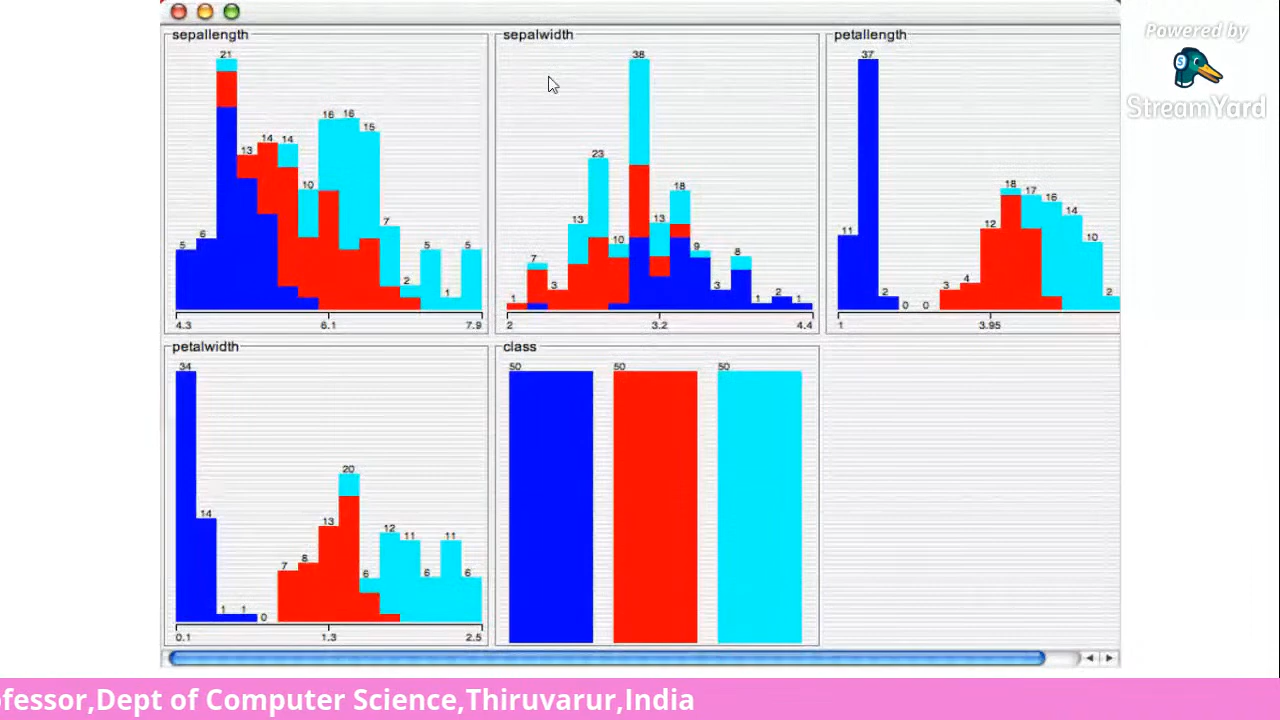 sepallength
21
5 6 13 14 14 10 16 16 15 7 2 5 1 5
4.3 6.1 7.9
sepalwidth
38
1 7 3 13 23 10 13 18 9 3 8 1 2 1
2 3.2 4.4
petallength
37
11 2 0 0 3 4 12 18 17 16 14 10 2
1 3.95
petalwidth
34
14 1 1 0 7 8 13 20 6 12 11 6 11 6
0.1 1.3 2.5
class
50 50 50
Powered by
StreamYard
ofessor,Dept of Computer Science,Thiruvarur,India